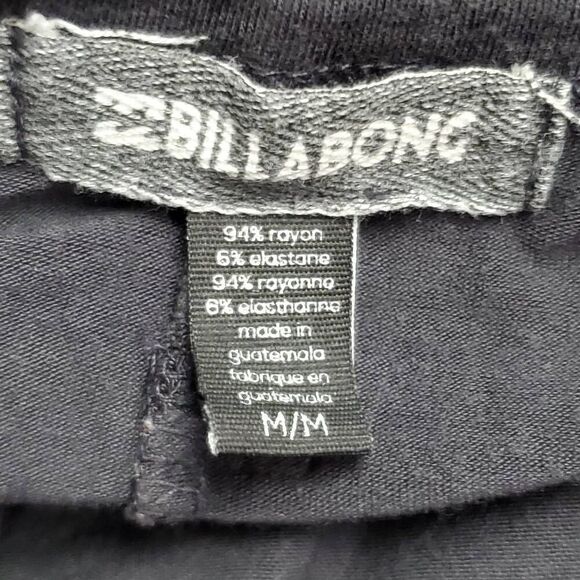 BILLABONG
94% rayon
6% elastane
94% rayonne
6% elasthanne
made in
guatemala
fabrique en
guatemala
M/M